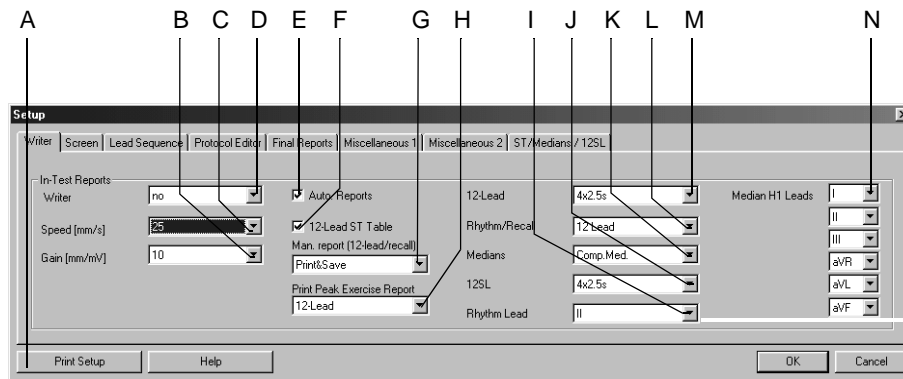 A B C D E F G H I J K L M N
Setup
Writer Screen Lead Sequence Protocol Editor Final Reports Miscellaneous 1 Miscellaneous 2 ST/Medians / 12SL
In-Test Reports
Writer no Auto. Reports 12-Lead 4x2.5s Median H1 Leads I
Speed [mm/s] 25 12-Lead ST Table Rhythm/Recall 12 Lead II
Man. report (12-lead/recall) III
Gain [mm/mV] 10 Print&Save Medians Comp.Med. aVR
Print Peak Exercise Report 12SL 4x2.5s aVL
12-Lead Rhythm Lead II aVF
Print Setup Help OK Cancel